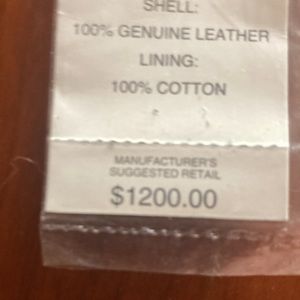 SHELL:
100% GENUINE LEATHER
LINING:
100% COTTON
MANUFACTURER'S
SUGGESTED RETAIL
$1200.00